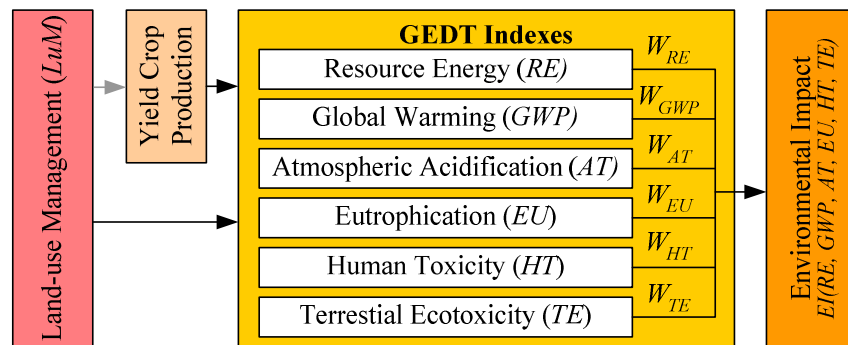 Land-use Management (LuM)
Yield Crop
Production
GEDT Indexes
Resource Energy (RE)
Global Warming (GWP)
Atmospheric Acidification (AT)
Eutrophication (EU)
Human Toxicity (HT)
Terrestial Ecotoxicity (TE)
W_RE
W_GWP
W_AT
W_EU
W_HT
W_TE
Environmental Impact
EI(RE, GWP, AT, EU, HT, TE)